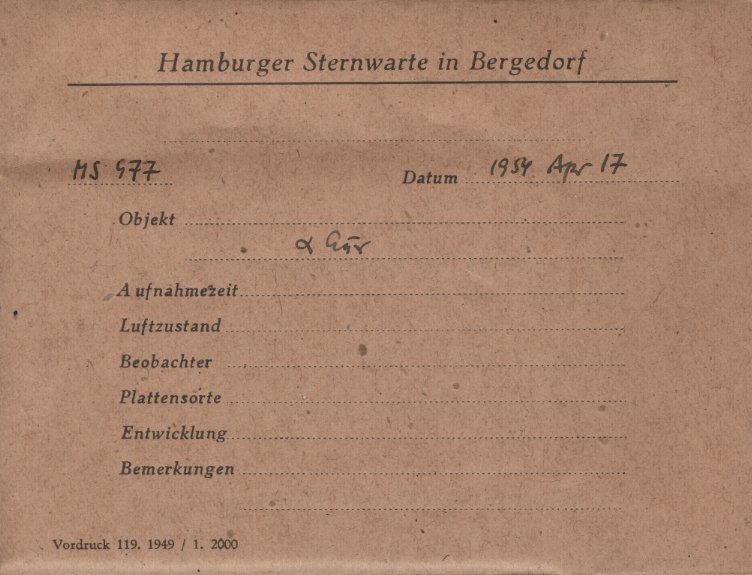 Hamburger Sternwarte in Bergedorf
MS 977 Datum 1954 Apr 17
Objekt
α
Aufnahmezeit
Luftzustand
Beobachter
Plattensorte
Entwicklung
Bemerkungen
Vordruck 119. 1949 / 1. 2000